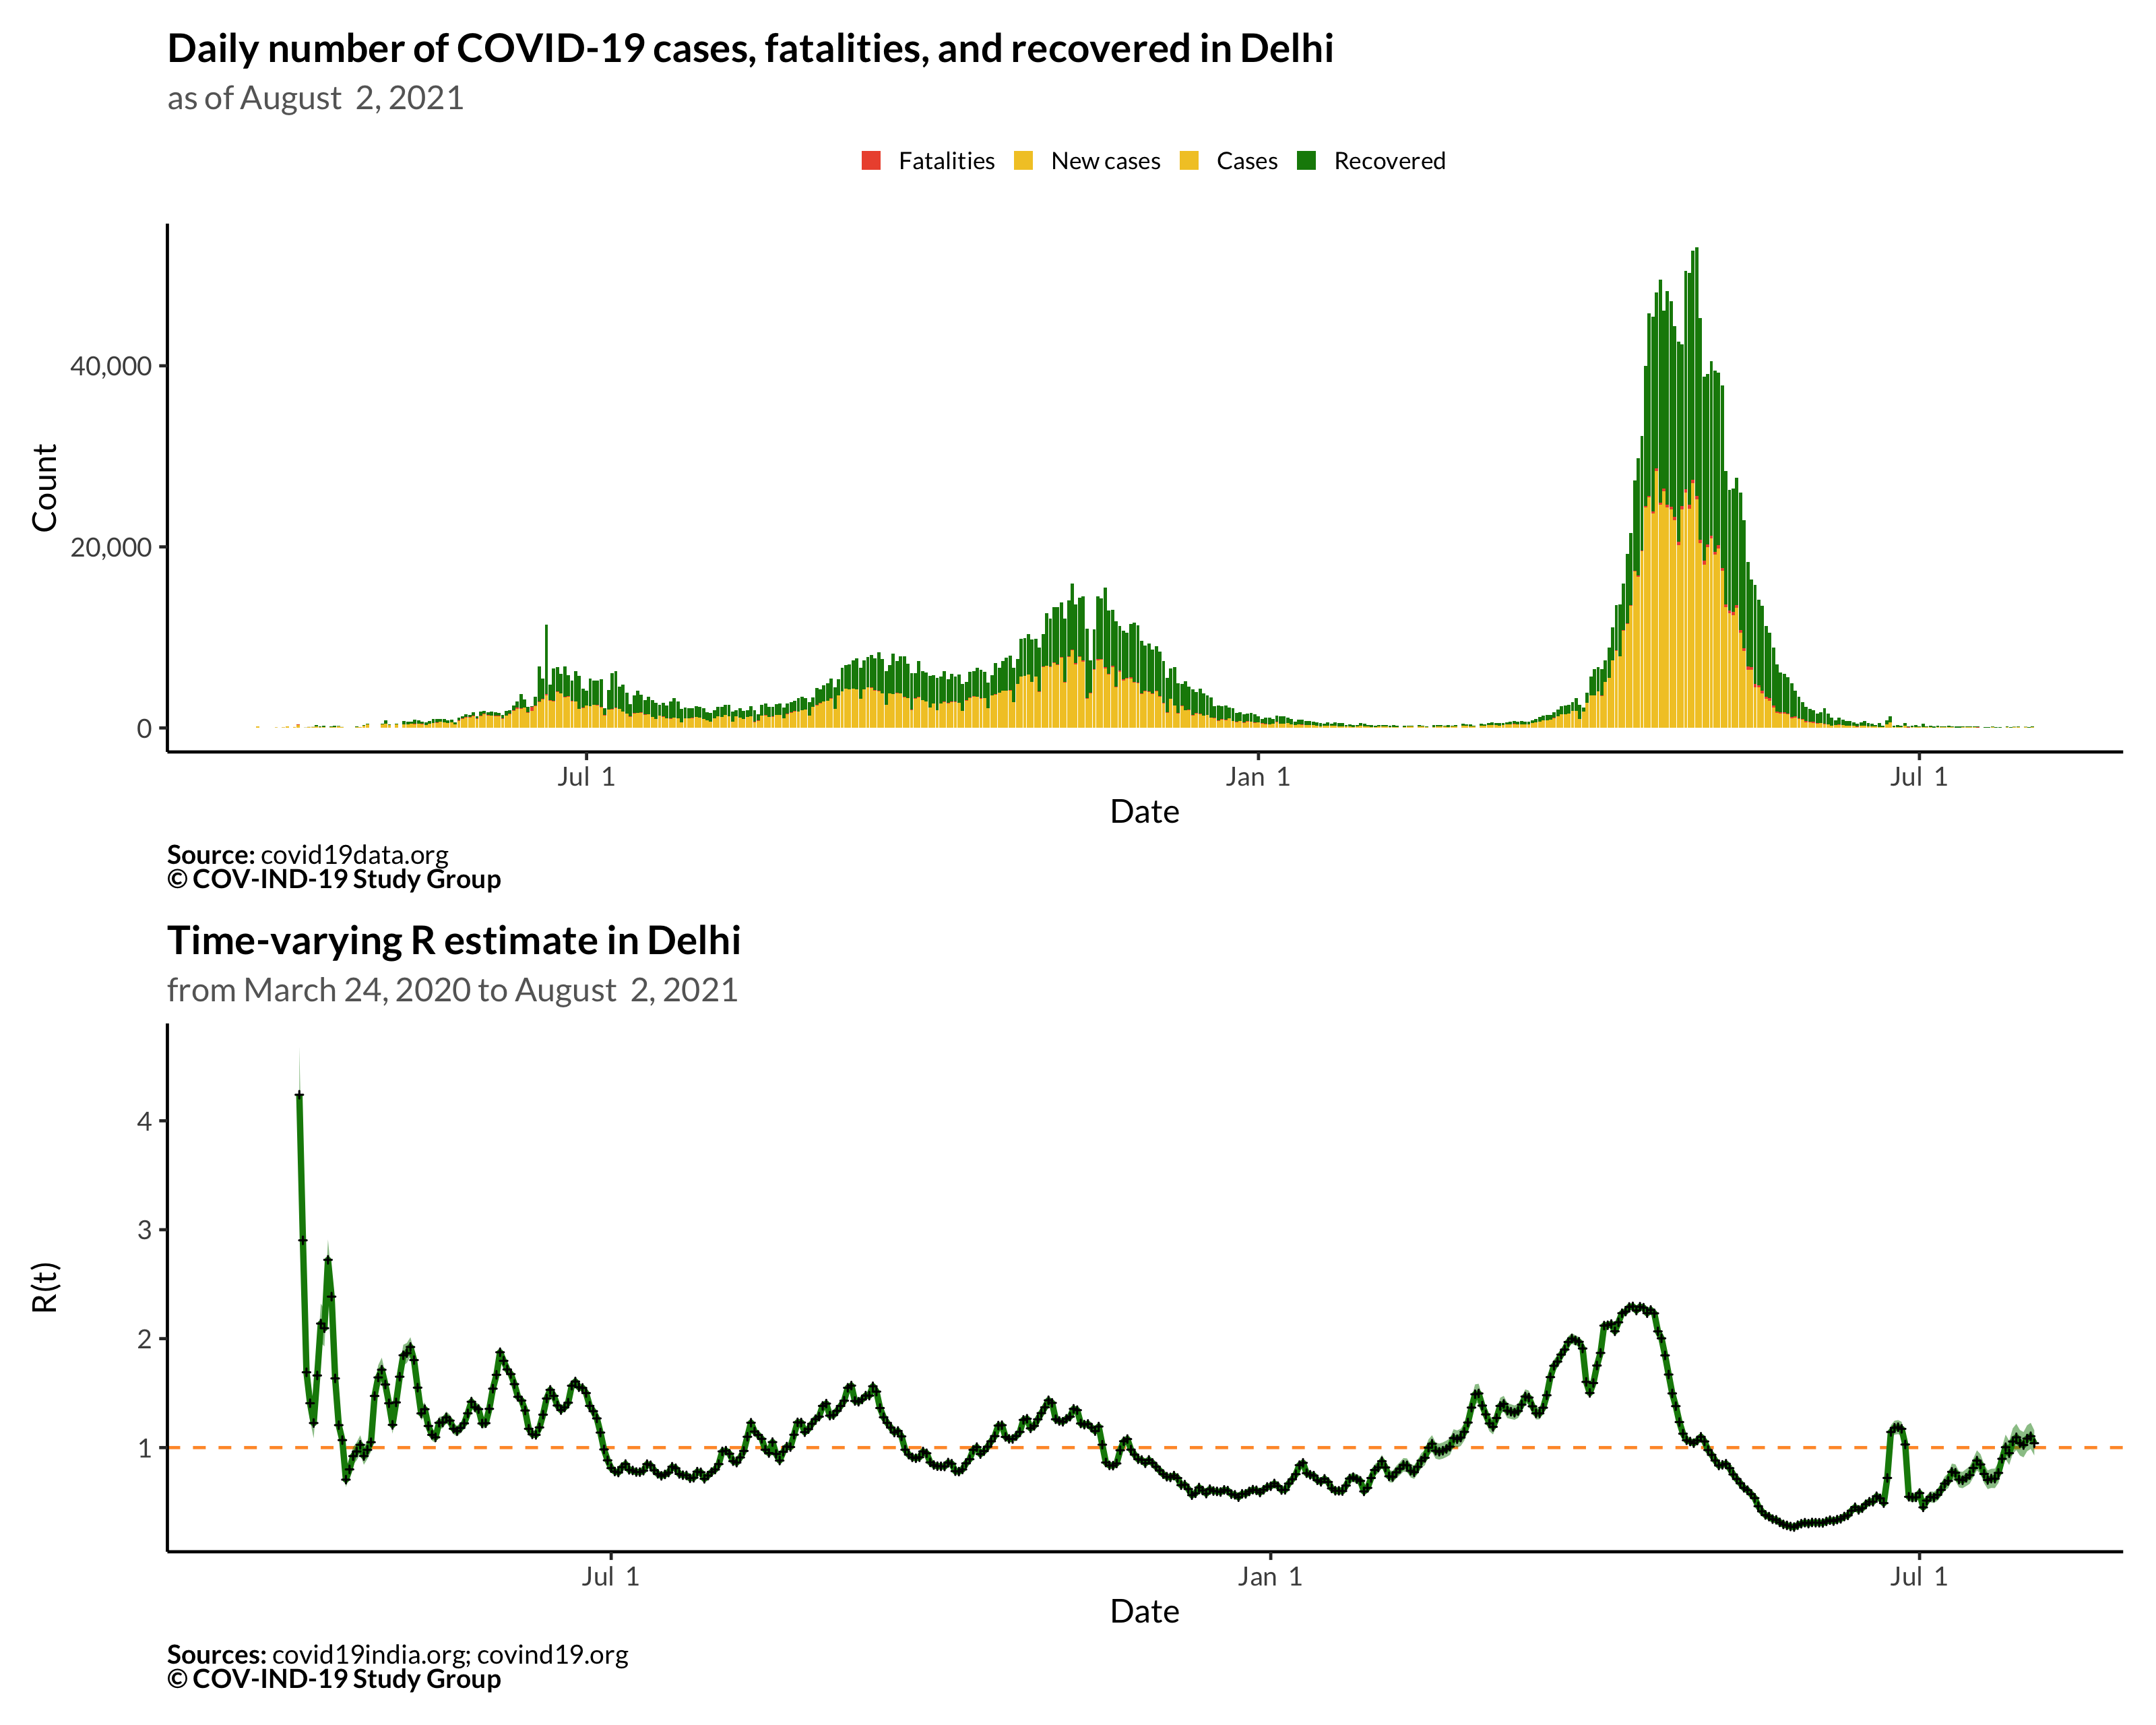 Daily number of COVID-19 cases, fatalities, and recovered in Delhi
as of August  2, 2021
Fatalities New cases Cases Recovered
Count
40,000
20,000
0
Jul 1 Jan 1 Jul 1
Date
Source: covid19data.org
© COV-IND-19 Study Group
Time-varying R estimate in Delhi
from March 24, 2020 to August  2, 2021
R(t)
4
3
2
1
Jul 1 Jan 1 Jul 1
Date
Sources: covid19india.org; covind19.org
© COV-IND-19 Study Group